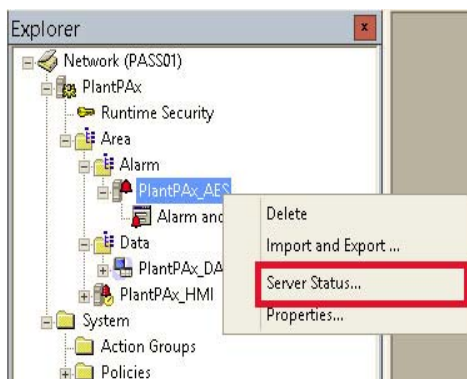 Explorer
x
Network (PASS01)
PlantPAx
Runtime Security
Area
Alarm
PlantPAx_AES
Alarm and
Data
PlantPAx_DA
PlantPAx_HMI
System
Action Groups
Policies
Delete
Import and Export ...
Server Status...
Properties...